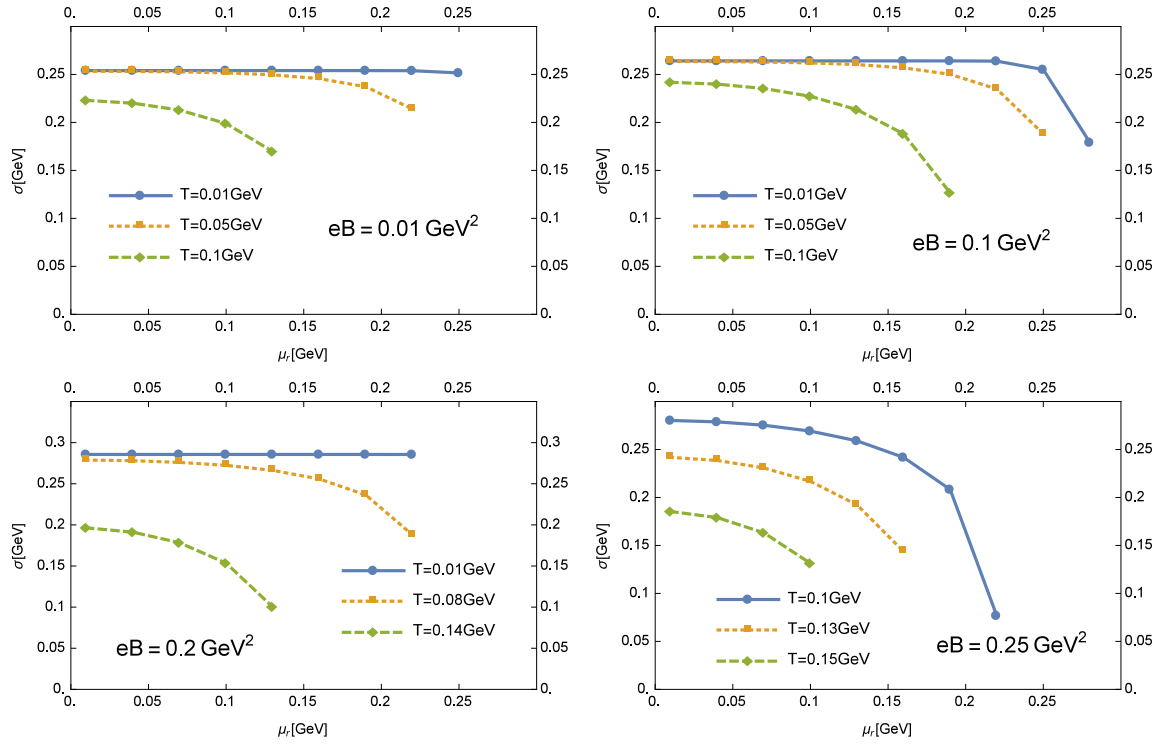 0. 0.05 0.1 0.15 0.2 0.25
0.25 0.25
0.2 0.2
0.15 0.15
0.1 0.1
0.05 0.05
0. 0.
σ[GeV]
T=0.01GeV
T=0.05GeV
T=0.1GeV
eB = 0.01 GeV²
0. 0.05 0.1 0.15 0.2 0.25
μr[GeV]
0. 0.05 0.1 0.15 0.2 0.25
0.25 0.25
0.2 0.2
0.15 0.15
0.1 0.1
0.05 0.05
0. 0.
σ[GeV]
T=0.01GeV
T=0.05GeV
T=0.1GeV
eB = 0.1 GeV²
0. 0.05 0.1 0.15 0.2 0.25
μr[GeV]
0. 0.05 0.1 0.15 0.2 0.25
0.3 0.3
0.25 0.25
0.2 0.2
0.15 0.15
0.1 0.1
0.05 0.05
0. 0.
σ[GeV]
T=0.01GeV
T=0.08GeV
T=0.14GeV
eB = 0.2 GeV²
0. 0.05 0.1 0.15 0.2 0.25
μr[GeV]
0. 0.05 0.1 0.15 0.2 0.25
0.25 0.25
0.2 0.2
0.15 0.15
0.1 0.1
0.05 0.05
0. 0.
σ[GeV]
T=0.1GeV
T=0.13GeV
T=0.15GeV
eB = 0.25 GeV²
0. 0.05 0.1 0.15 0.2 0.25
μr[GeV]